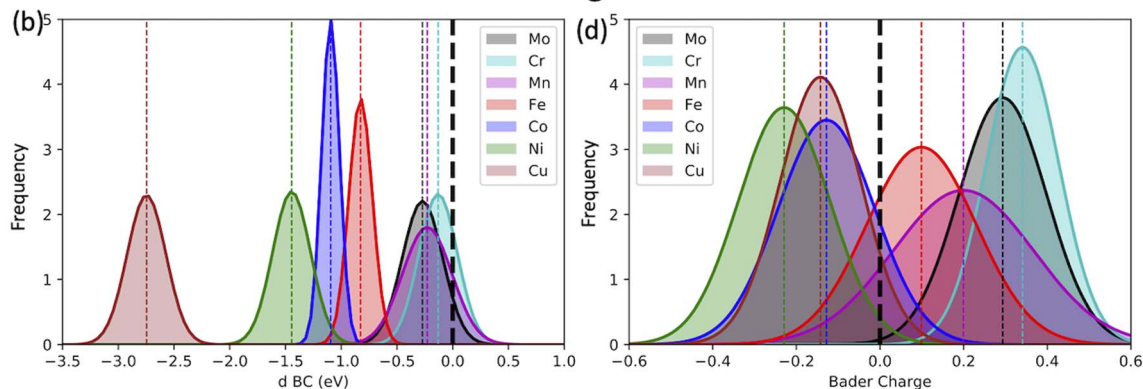 (b)
5
4
3
2
1
0
Frequency
Mo
Cr
Mn
Fe
Co
Ni
Cu
−3.5 −3.0 −2.5 −2.0 −1.5 −1.0 −0.5 0.0 0.5 1.0
d BC (eV)
(d)
5
4
3
2
1
0
Frequency
Mo
Cr
Mn
Fe
Co
Ni
Cu
−0.6 −0.4 −0.2 0.0 0.2 0.4 0.6
Bader Charge